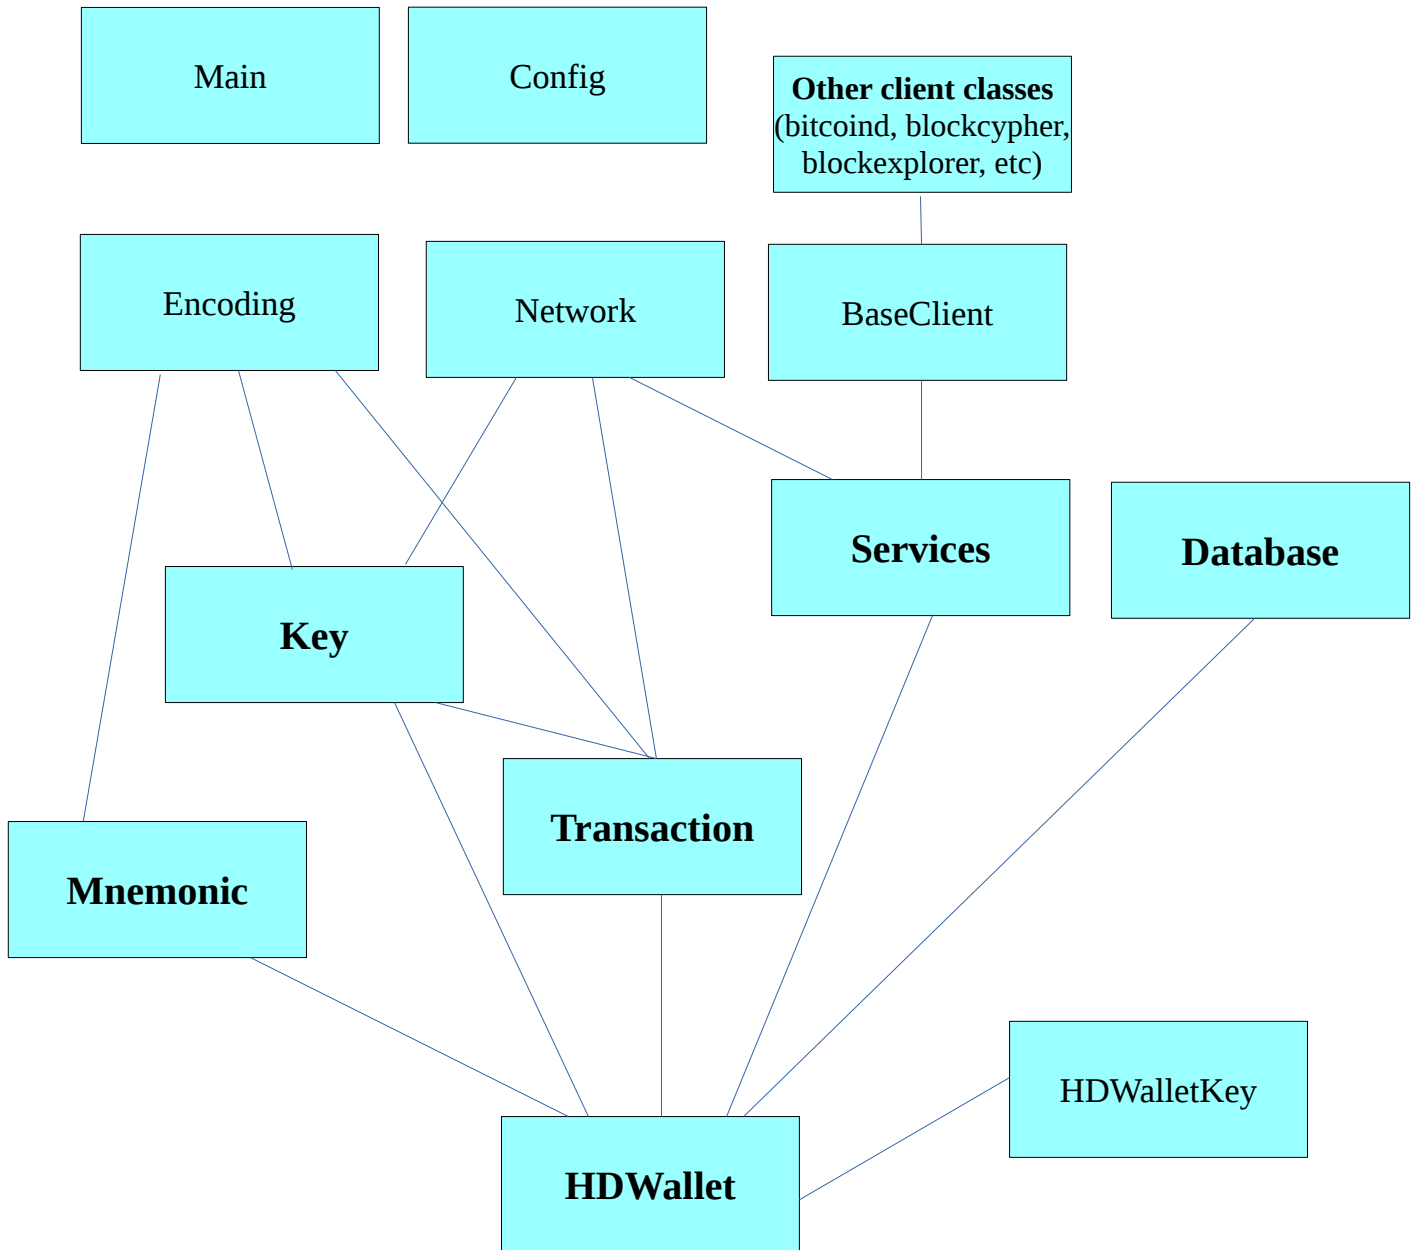 Main
Config
Other client classes
(bitcoind, blockcypher,
blockexplorer, etc)
Encoding
Network
BaseClient
Services
Database
Key
Transaction
Mnemonic
HDWalletKey
HDWallet